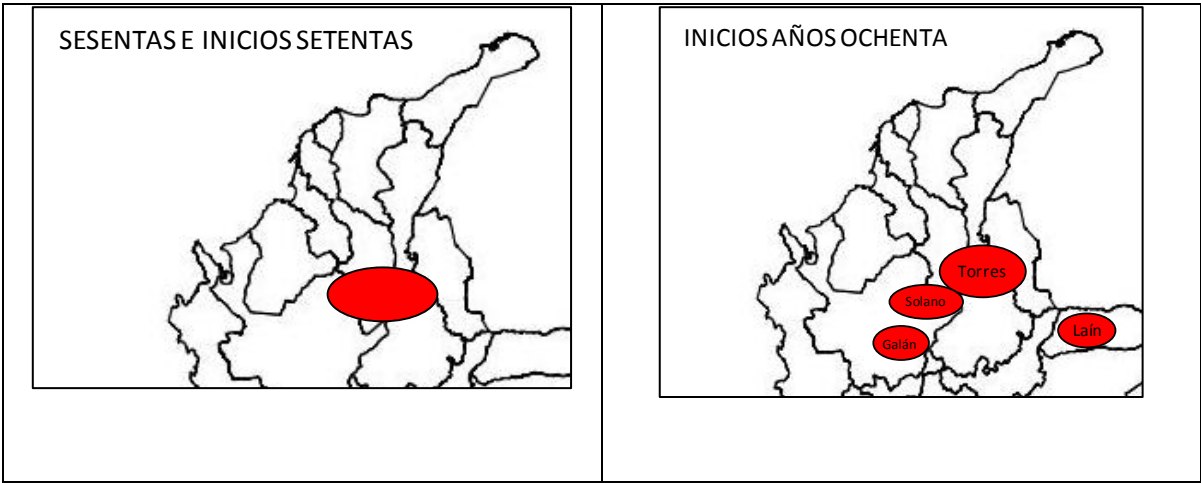 SESENTAS E INICIOS SETENTAS
INICIOS AÑOS OCHENTA
Torres
Solano
Galán
Laín